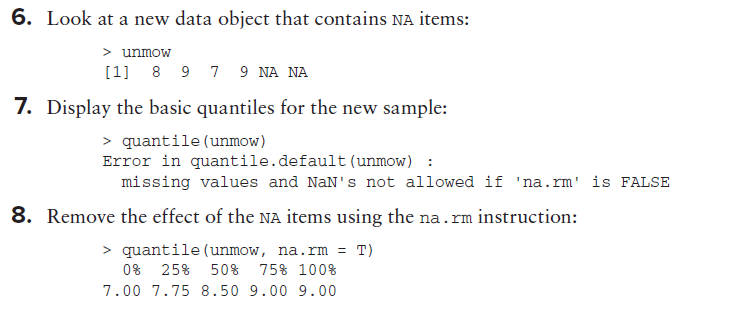 6. Look at a new data object that contains NA items:
> unmow
[1] 8 9 7 9 NA NA
7. Display the basic quantiles for the new sample:
> quantile(unmow)
Error in quantile.default(unmow) :
missing values and NaN's not allowed if 'na.rm' is FALSE
8. Remove the effect of the NA items using the na.rm instruction:
> quantile(unmow, na.rm = T)
0% 25% 50% 75% 100%
7.00 7.75 8.50 9.00 9.00